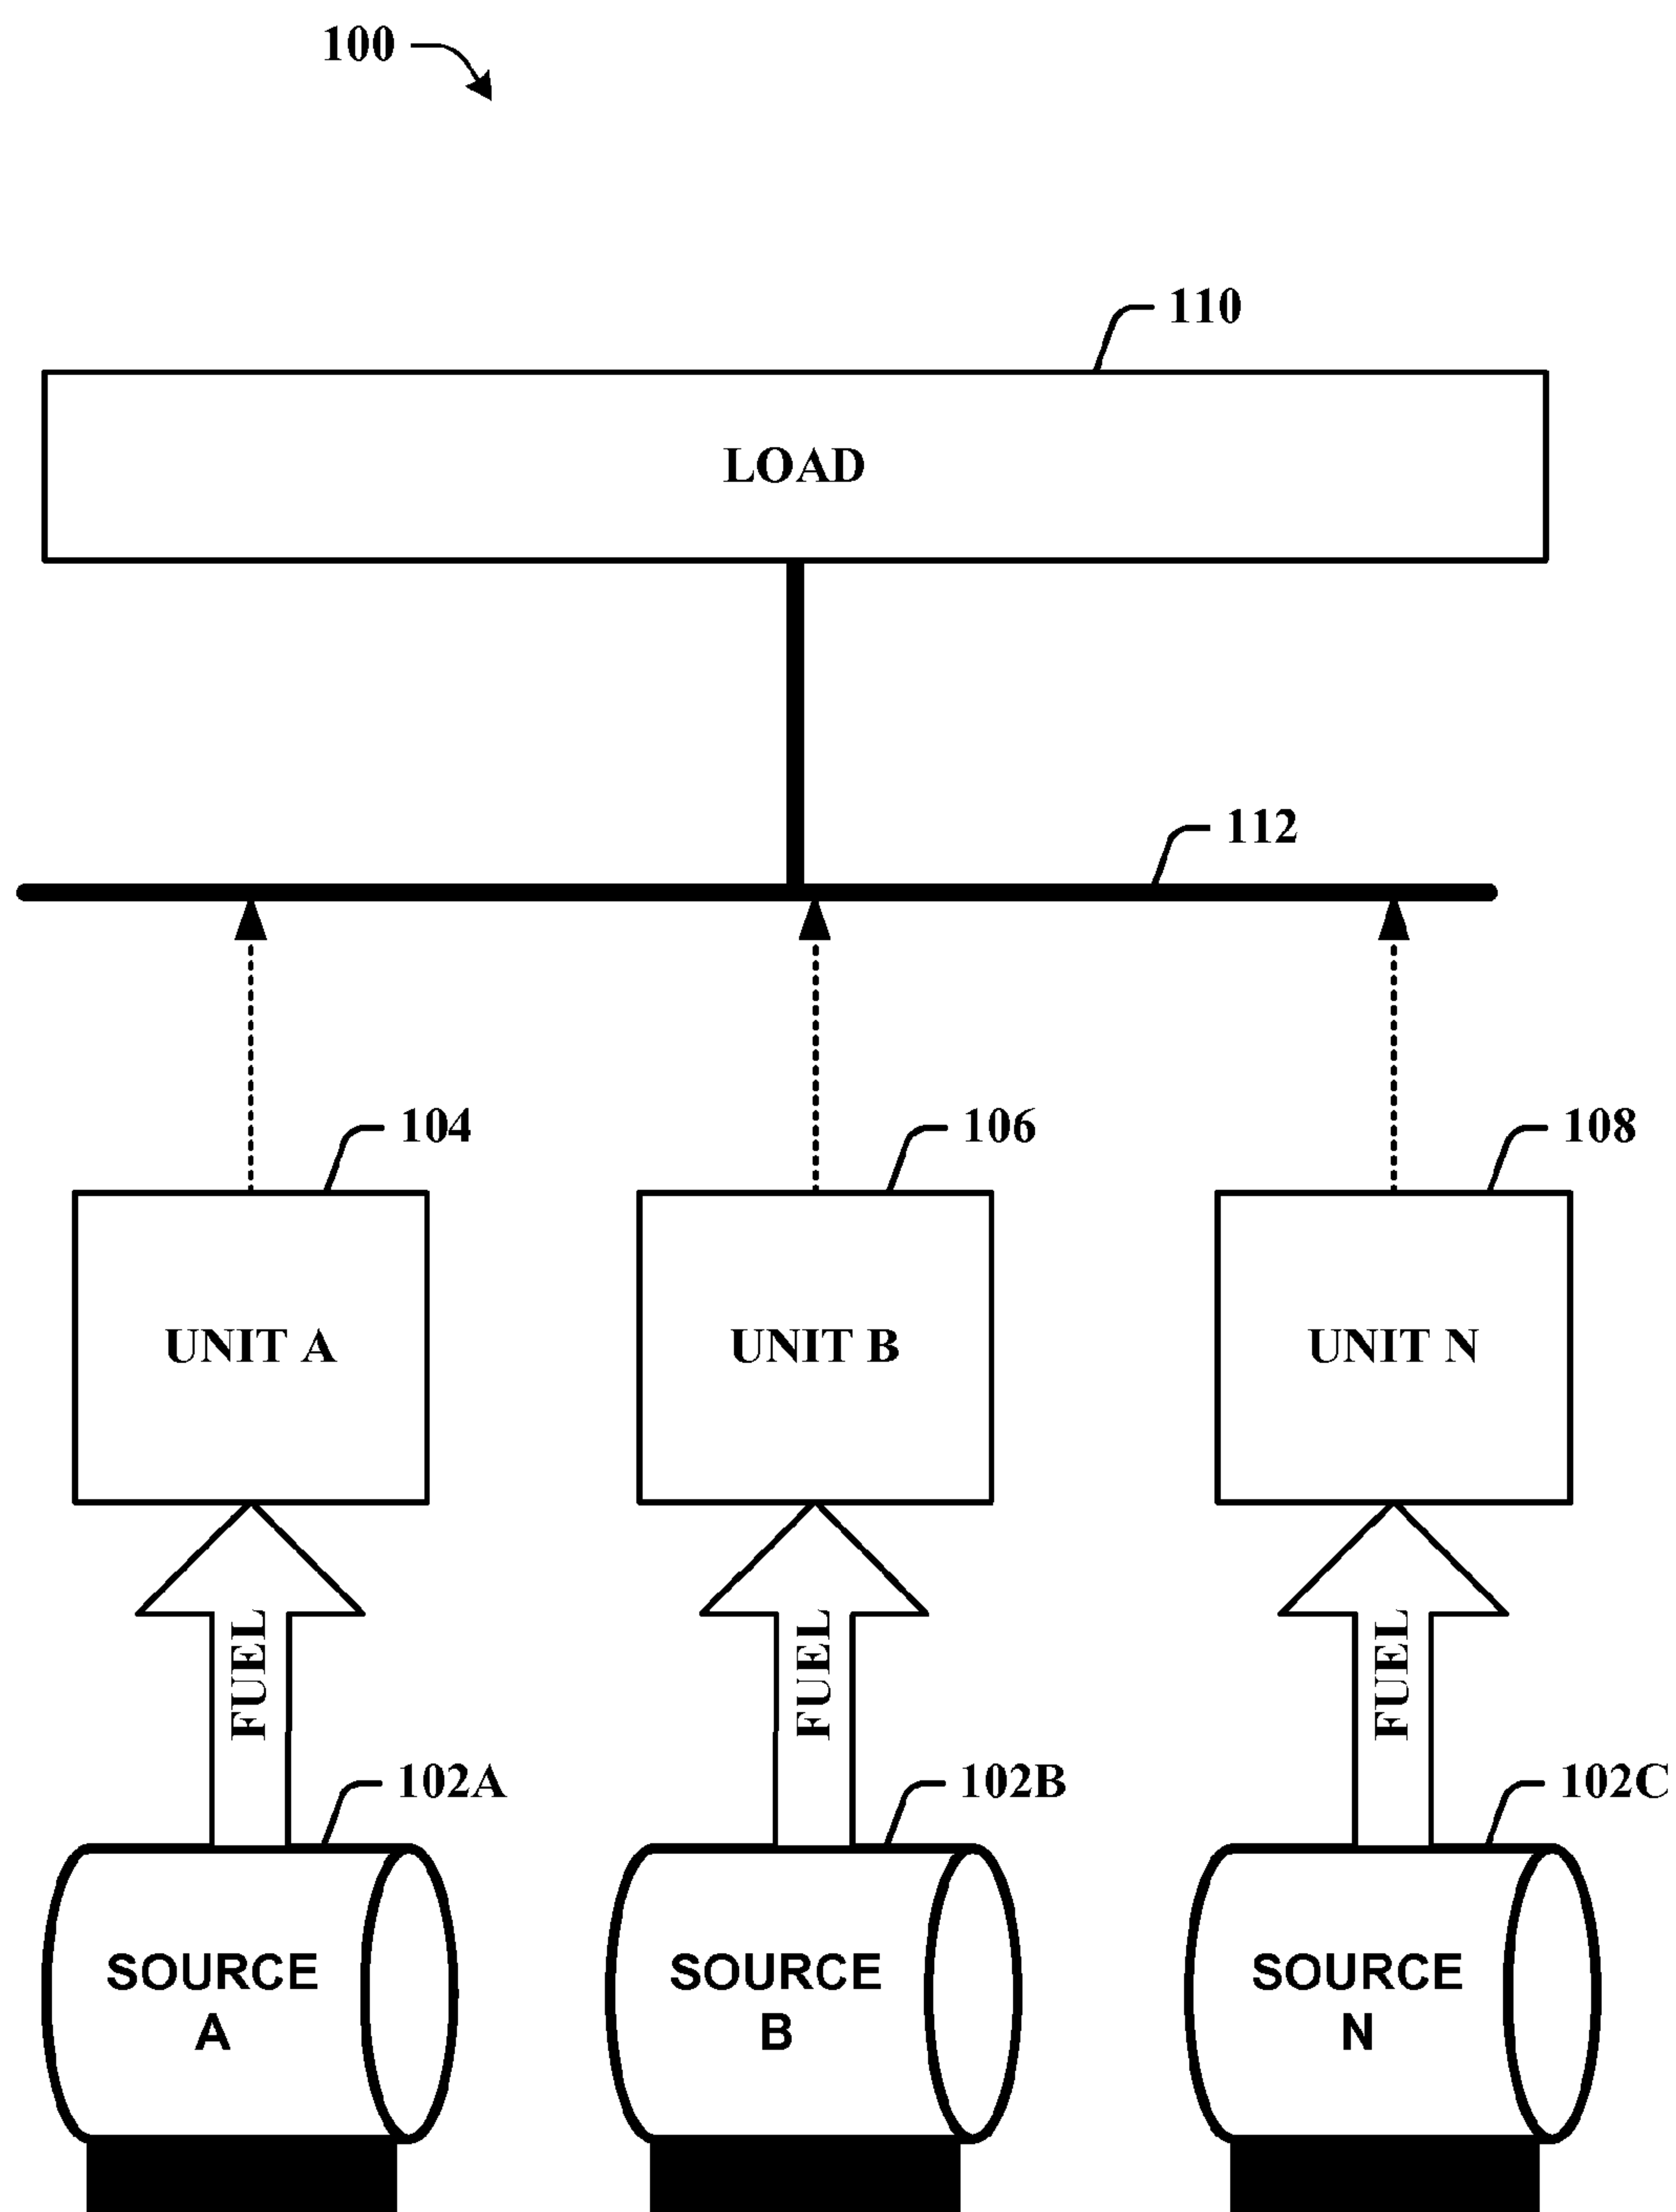 100
110
LOAD
112
104
106
108
UNIT A
UNIT B
UNIT N
FUEL
FUEL
FUEL
102A
102B
102C
SOURCE
A
SOURCE
B
SOURCE
N